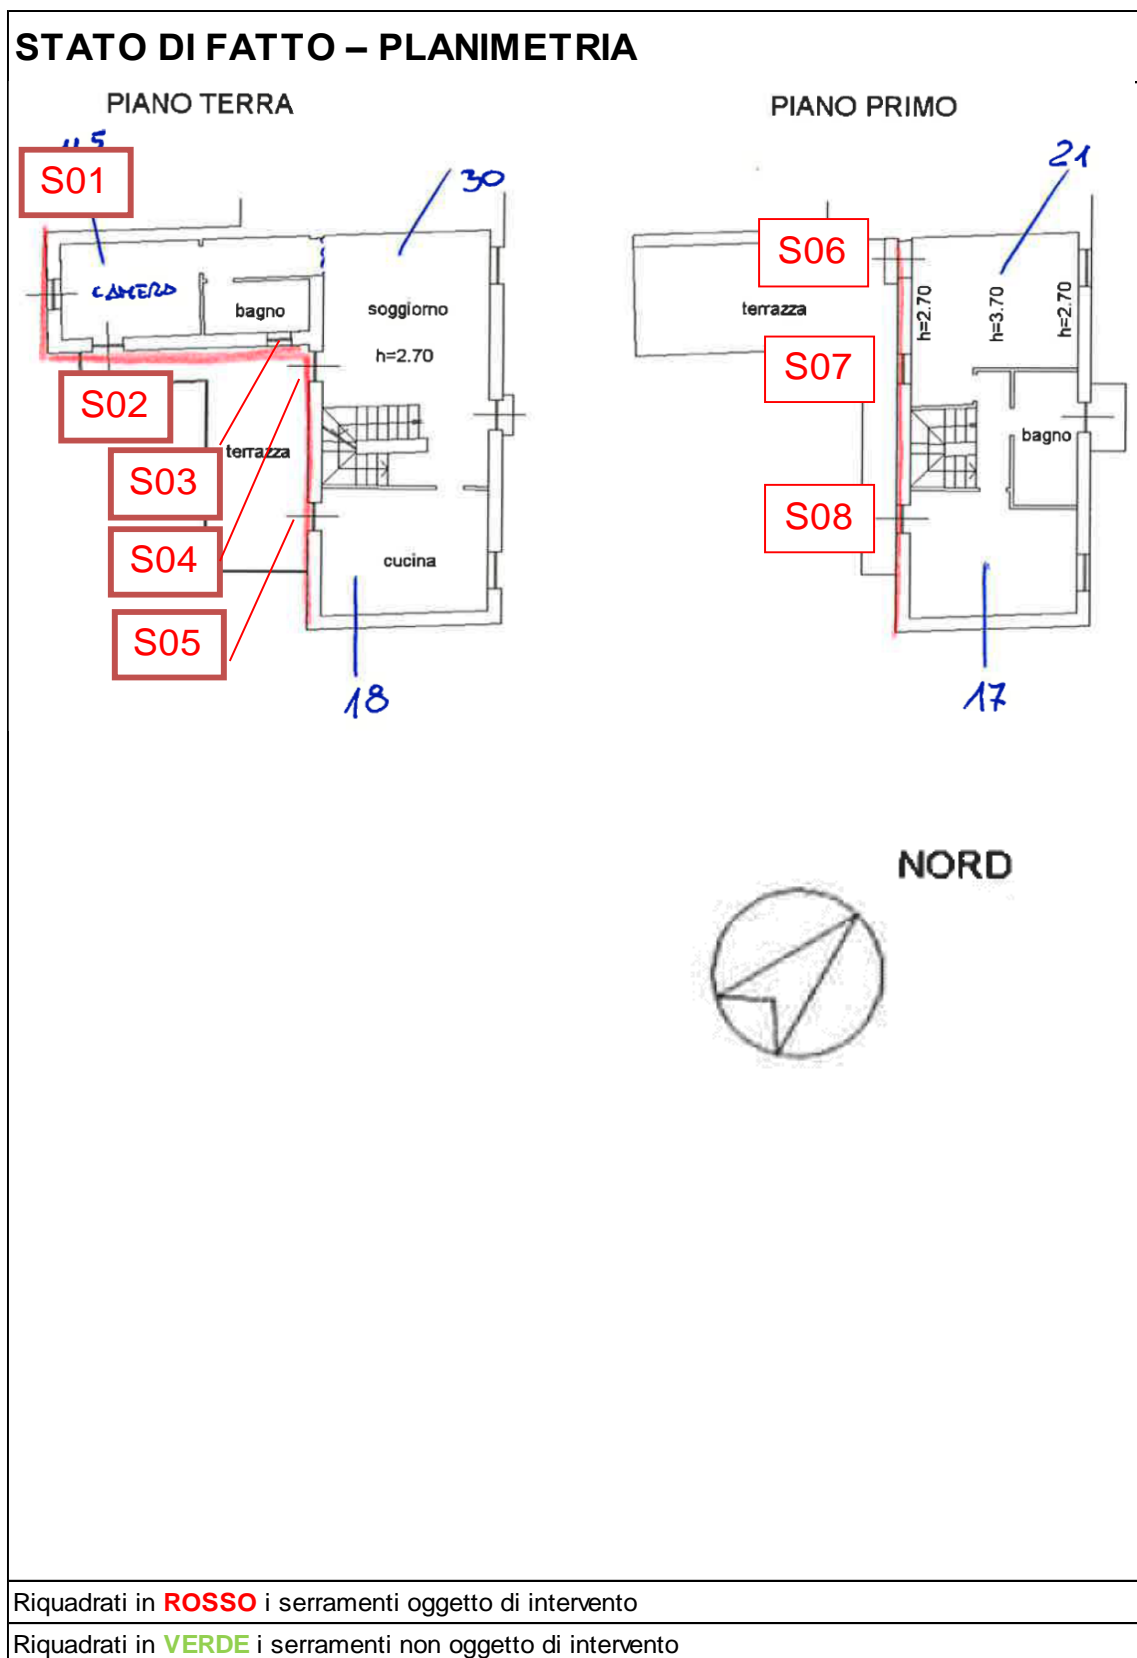 STATO DI FATTO – PLANIMETRIA
PIANO TERRA
PIANO PRIMO
S01
30
21
CAMERA
bagno
soggiorno
h=2.70
S02
S03
terrazza
S04
cucina
S05
18
S06
terrazza
h=2.70
h=3.70
h=2.70
S07
bagno
S08
17
NORD
Riquadrati in ROSSO i serramenti oggetto di intervento
Riquadrati in VERDE i serramenti non oggetto di intervento